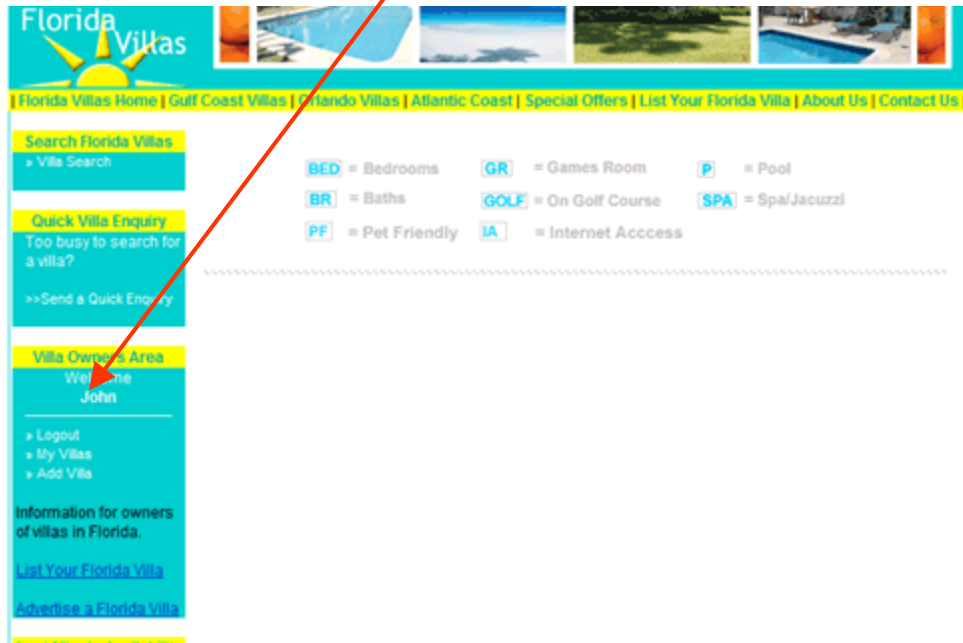 Florida
Villas
| Florida Villas Home | Gulf Coast Villas | Orlando Villas | Atlantic Coast | Special Offers | List Your Florida Villa | About Us | Contact Us
Search Florida Villas
» Villa Search
Quick Villa Enquiry
Too busy to search for
a villa?
>>Send a Quick Enquiry
Villa Owners Area
Welcome
John
» Logout
» My Villas
» Add Villa
Information for owners
of villas in Florida.
List Your Florida Villa
Advertise a Florida Villa
BED = Bedrooms GR = Games Room P = Pool
BR = Baths GOLF = On Golf Course SPA = Spa/Jacuzzi
PF = Pet Friendly IA = Internet Acccess